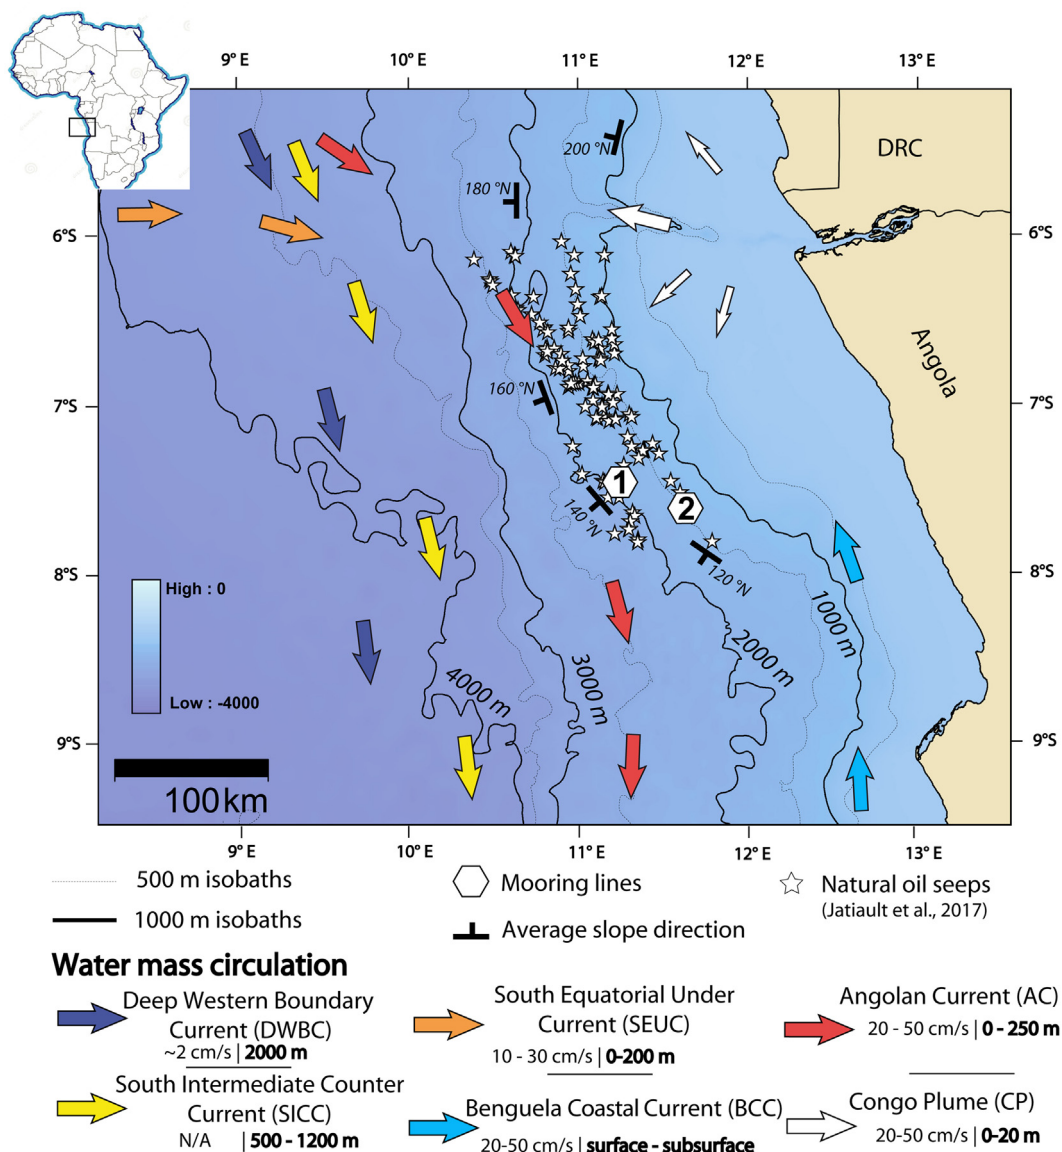 9°E 10°E 11°E 12°E 13°E
200 °N
DRC
180 °N
6°S 6°S
Angola
160 °N
7°S 7°S
1
2
140 °N
120 °N
8°S 8°S
High : 0
1000 m
2000 m
3000 m
4000 m
Low : -4000
9°S 9°S
100 km
9°E 10°E 11°E 12°E 13°E
500 m isobaths
1000 m isobaths
Mooring lines
Average slope direction
Natural oil seeps
(Jatiault et al., 2017)
Water mass circulation
Deep Western Boundary
Current (DWBC)
~2 cm/s | 2000 m
South Equatorial Under
Current (SEUC)
10 - 30 cm/s | 0-200 m
Angolan Current (AC)
20 - 50 cm/s | 0 - 250 m
South Intermediate Counter
Current (SICC)
N/A | 500 - 1200 m
Benguela Coastal Current (BCC)
20-50 cm/s | surface - subsurface
Congo Plume (CP)
20-50 cm/s | 0-20 m